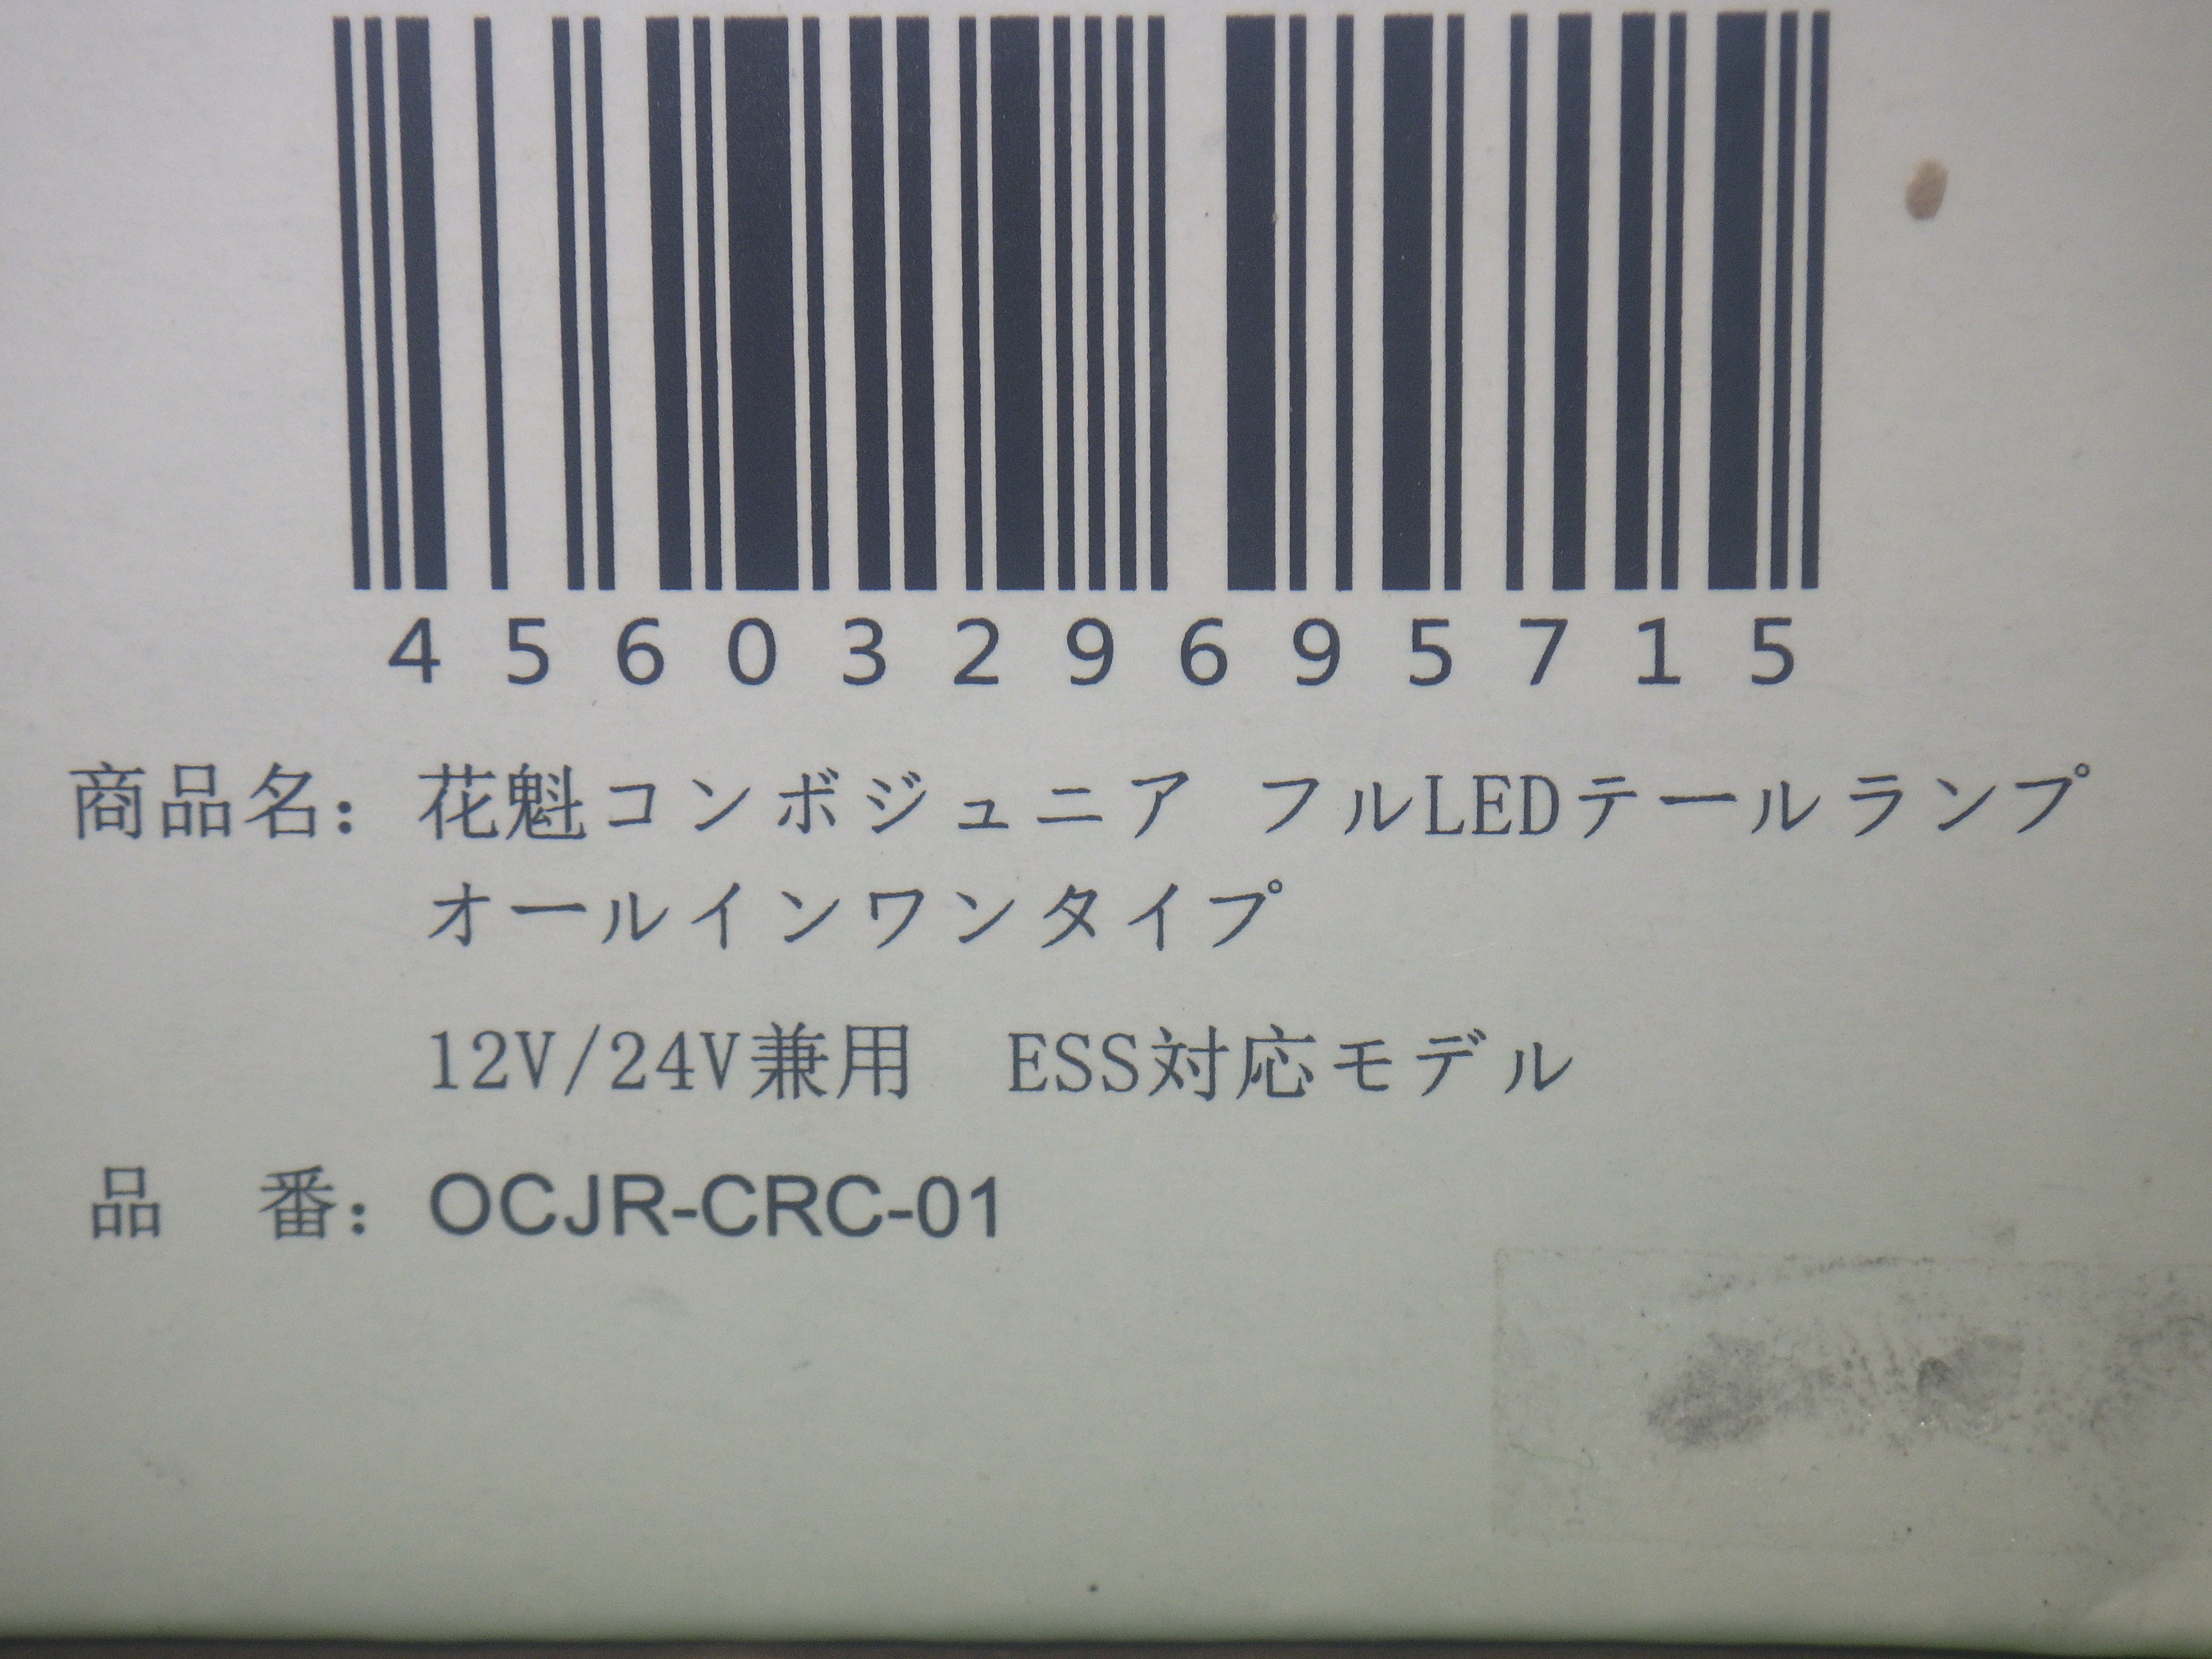 4560329695715
商品名：花魁コンボジュニア フルLEDテールランプ
オールインワンタイプ
12V/24V兼用　ESS対応モデル
品　番：OCJR-CRC-01